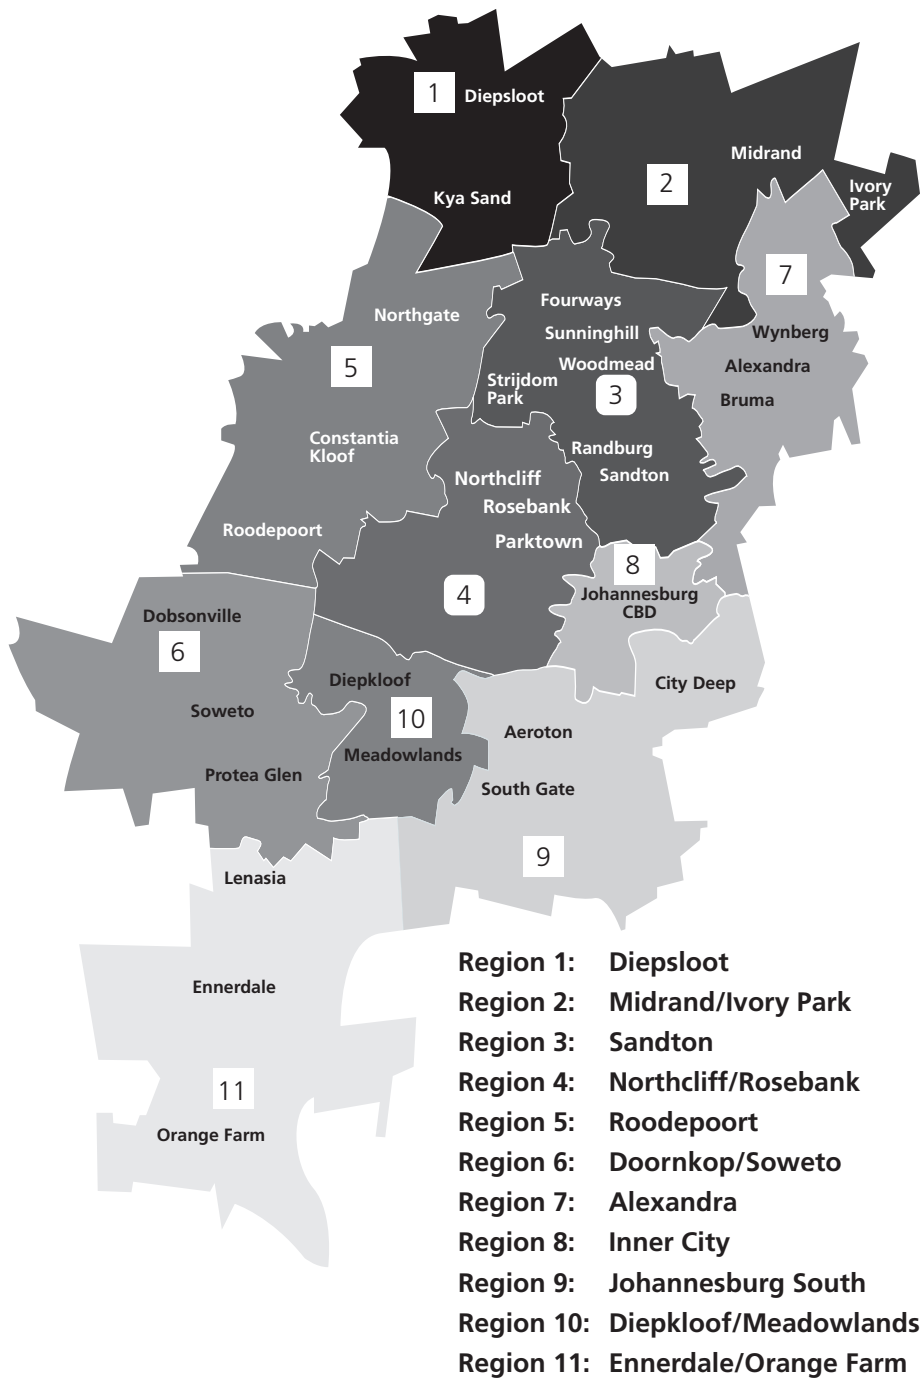 1
Diepsloot
Midrand
2
Ivory
Park
Kya Sand
7
Northgate
Fourways
Sunninghill
Wynberg
5
Woodmead
Alexandra
Strijdom
Park
3
Bruma
Constantia
Kloof
Randburg
Northcliff
Sandton
Rosebank
Roodepoort
Parktown
8
4
Johannesburg
CBD
Dobsonville
6
Diepkloof
City Deep
Soweto
10
Aeroton
Meadowlands
Protea Glen
South Gate
9
Lenasia
Ennerdale
11
Orange Farm
Region 1: Diepsloot
Region 2: Midrand/Ivory Park
Region 3: Sandton
Region 4: Northcliff/Rosebank
Region 5: Roodepoort
Region 6: Doornkop/Soweto
Region 7: Alexandra
Region 8: Inner City
Region 9: Johannesburg South
Region 10: Diepkloof/Meadowlands
Region 11: Ennerdale/Orange Farm